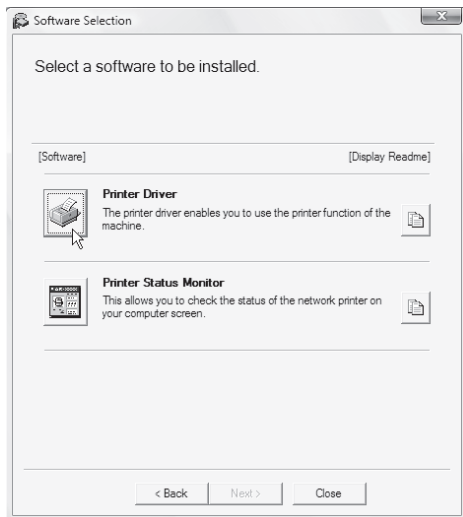 Software Selection
Select a software to be installed.
[Software] [Display Readme]
Printer Driver
The printer driver enables you to use the printer function of the
machine.
Printer Status Monitor
This allows you to check the status of the network printer on
your computer screen.
< Back Next > Close